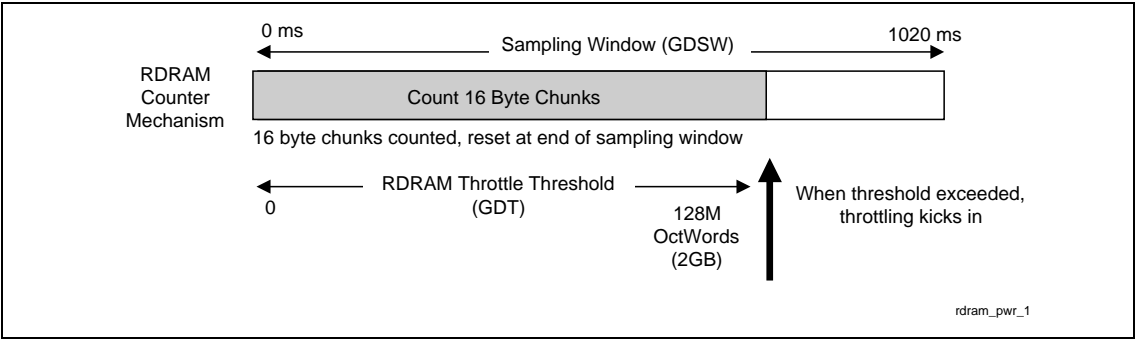 0 ms
1020 ms
Sampling Window (GDSW)
RDRAM
Counter
Mechanism
Count 16 Byte Chunks
16 byte chunks counted, reset at end of sampling window
RDRAM Throttle Threshold
(GDT)
0
128M
OctWords
(2GB)
When threshold exceeded,
throttling kicks in
rdram_pwr_1